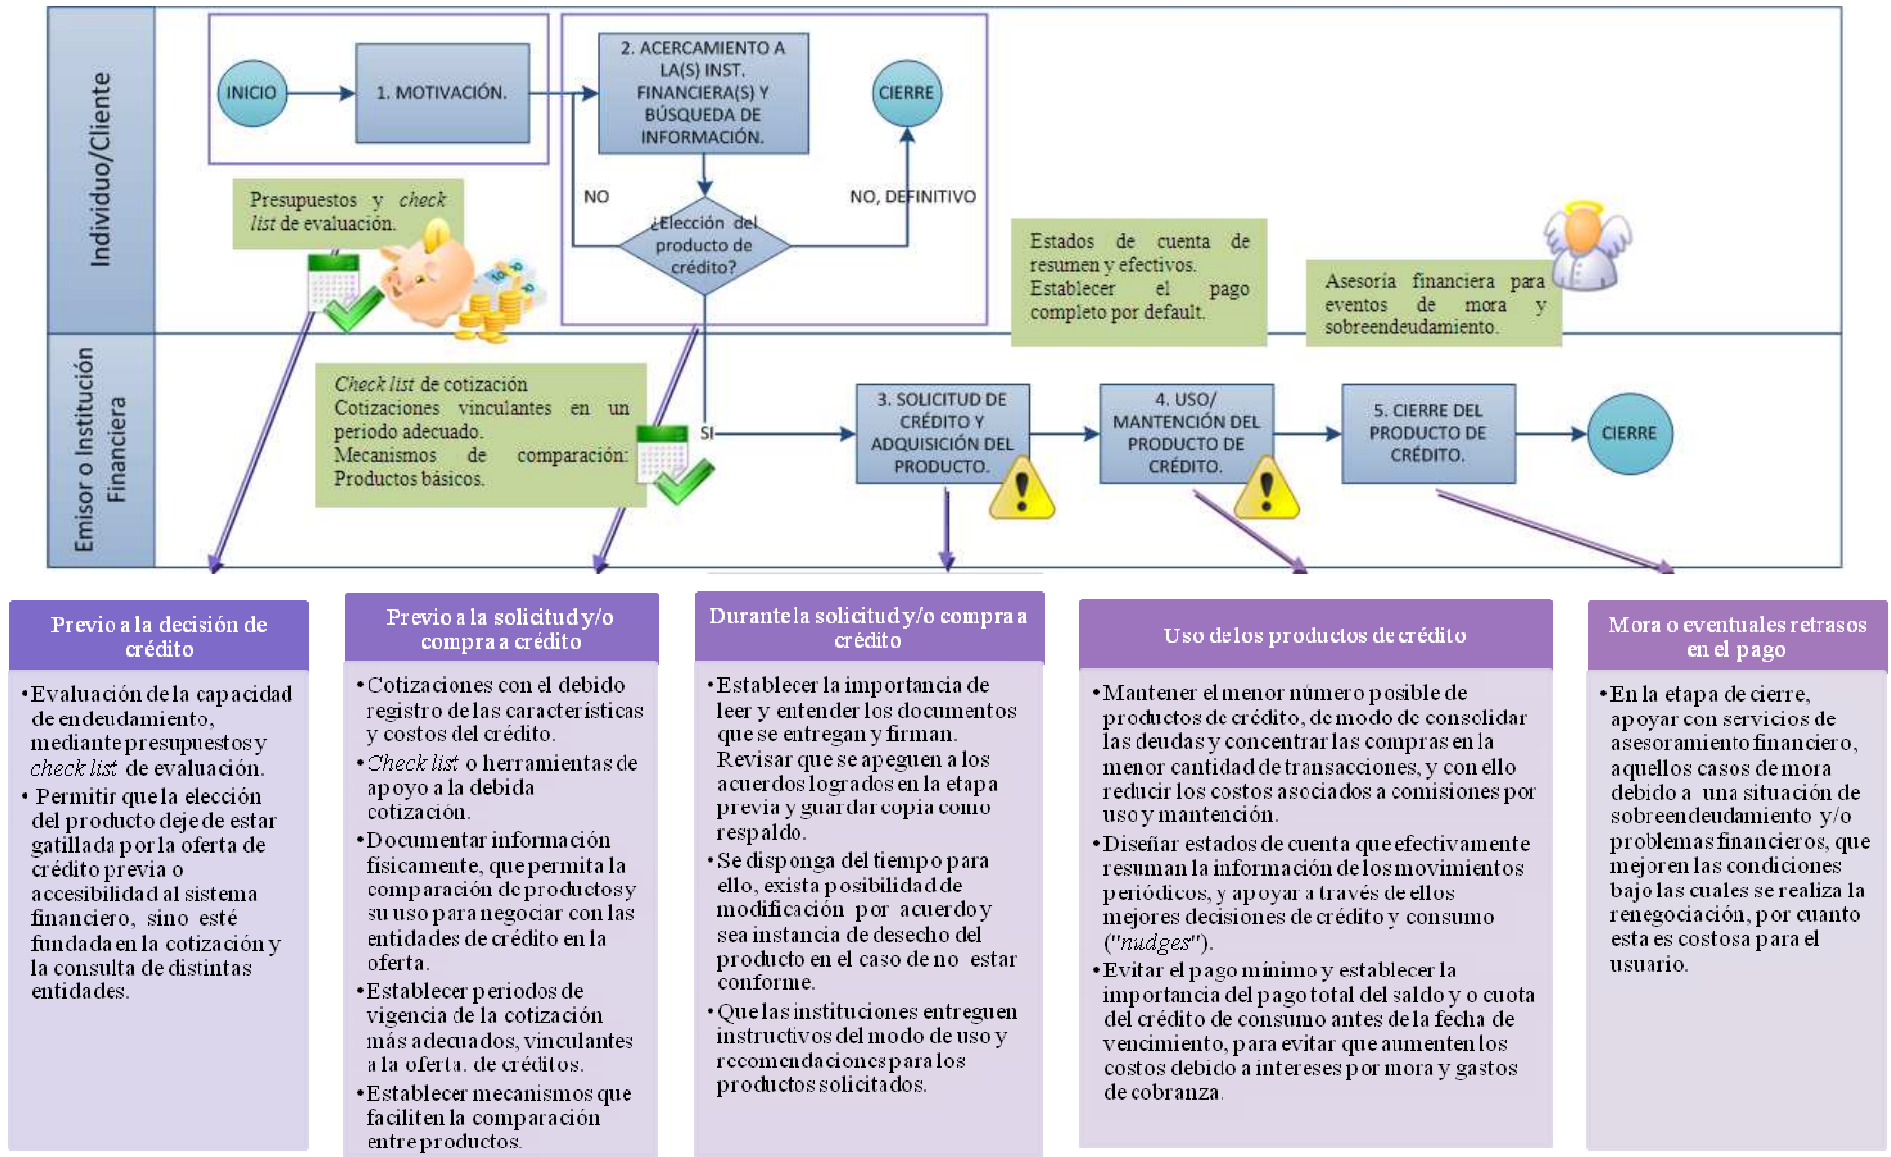 Individuo/Cliente
INICIO
1. MOTIVACIÓN.
2. ACERCAMIENTO A
LA(S) INST.
FINANCIERA(S) Y
BÚSQUEDA DE
INFORMACIÓN.
CIERRE
NO
NO, DEFINITIVO
¿Elección del
producto de
crédito?
Presupuestos y check
list de evaluación.
Estados de cuenta de
resumen y efectivos.
Establecer el pago
completo por default.
Asesoría financiera para
eventos de mora y
sobreendeudamiento.
Emisor o Institución
Financiera
Check list de cotización
Cotizaciones vinculantes en un
periodo adecuado.
Mecanismos de comparación:
Productos básicos.
SI
3. SOLICITUD DE
CRÉDITO Y
ADQUISICIÓN DEL
PRODUCTO.
4. USO/
MANTENCIÓN DEL
PRODUCTO DE
CRÉDITO.
5. CIERRE DEL
PRODUCTO DE
CRÉDITO.
CIERRE
Previo a la decisión de
crédito
•Evaluación de la capacidad
de endeudamiento,
mediante presupuestos y
check list de evaluación.
• Permitir que la elección
del producto deje de estar
gatillada por la oferta de
crédito previa o
accesibilidad al sistema
financiero, sino esté
fundada en la cotización y
la consulta de distintas
entidades.
Previo a la solicitud y/o
compra a crédito
•Cotizaciones con el debido
registro de las características
y costos del crédito.
•Check list o herramientas de
apoyo a la debida
cotización.
•Documentar información
físicamente, que permita la
comparación de productos y
su uso para negociar con las
entidades de crédito en la
oferta.
•Establecer periodos de
vigencia de la cotización
más adecuados, vinculantes
a la oferta. de créditos.
•Establecer mecanismos que
faciliten la comparación
entre productos.
Durante la solicitud y/o compra a
crédito
•Establecer la importancia de
leer y entender los documentos
que se entregan y firman.
Revisar que se apeguen a los
acuerdos logrados en la etapa
previa y guardar copia como
respaldo.
•Se disponga del tiempo para
ello, exista posibilidad de
modificación por acuerdo y
sea instancia de desecho del
producto en el caso de no estar
conforme.
•Que las instituciones entreguen
instructivos del modo de uso y
recomendaciones para los
productos solicitados.
Uso de los productos de crédito
•Mantener el menor número posible de
productos de crédito, de modo de consolidar
las deudas y concentrar las compras en la
menor cantidad de transacciones, y con ello
reducir los costos asociados a comisiones por
uso y mantención.
•Diseñar estados de cuenta que efectivamente
resuman la información de los movimientos
periódicos, y apoyar a través de ellos
mejores decisiones de crédito y consumo
("nudges").
•Evitar el pago mínimo y establecer la
importancia del pago total del saldo y o cuota
del crédito de consumo antes de la fecha de
vencimiento, para evitar que aumenten los
costos debido a intereses por mora y gastos
de cobranza.
Mora o eventuales retrasos
en el pago
•En la etapa de cierre,
apoyar con servicios de
asesoramiento financiero,
aquellos casos de mora
debido a una situación de
sobreendeudamiento y/o
problemas financieros, que
mejoren las condiciones
bajo las cuales se realiza la
renegociación, por cuanto
esta es costosa para el
usuario.